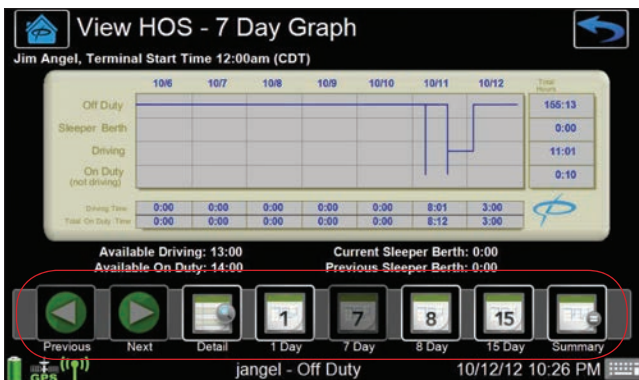 View HOS - 7 Day Graph
Jim Angel, Terminal Start Time 12:00am (CDT)
10/6 10/7 10/8 10/9 10/10 10/11 10/12 Total Hours
Off Duty 155:13
Sleeper Berth 0:00
Driving 11:01
On Duty (not driving) 0:10
Driving Time 0:00 0:00 0:00 0:00 0:00 8:01 3:00
Total On Duty Time 0:00 0:00 0:00 0:00 0:00 8:12 3:00
Available Driving: 13:00 Current Sleeper Berth: 0:00
Available On Duty: 14:00 Previous Sleeper Berth: 0:00
1 7 8 15
Previous Next Detail 1 Day 7 Day 8 Day 15 Day Summary
GPS jangel - Off Duty 10/12/12 10:26 PM